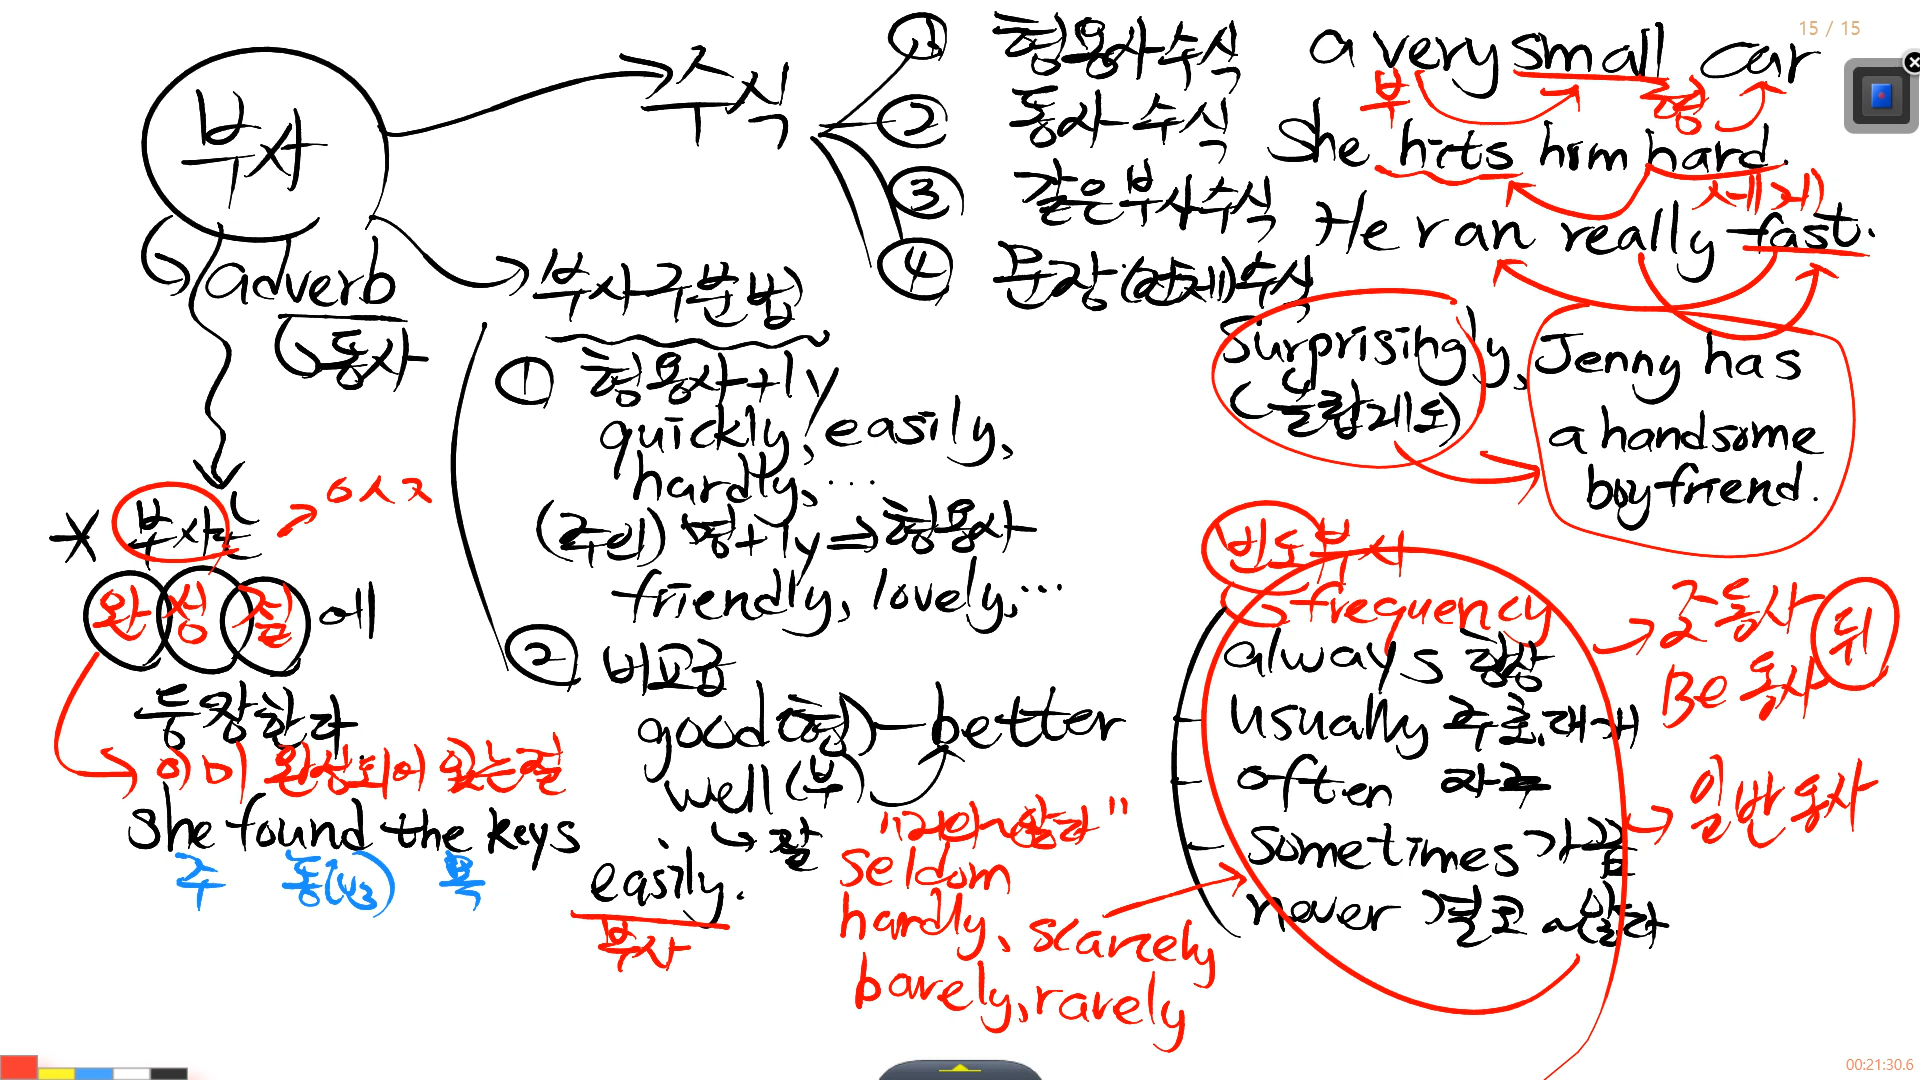 15 / 15
부사
adverb
동사
수식
① 형용사수식 a very small car
부 형
② 동사 수식 She hits him hard.
세게
③ 같은부사수식 He ran really fast.
④ 문장(전체)수식
Surprisingly, Jenny has
(놀랍게도) a handsome
boyfriend.
부사구분법
① 형용사+ly
quickly, easily,
hardly, ...
(주의) 명+ly ⇒ 형용사
friendly, lovely, ...
② 비교급
good(형) - better
well(부)
잘
* 부사는
완 성 절 에
등장한다
이미 완성되어 있는절
She found the keys
주 동(v3) 목
easily.
부사
빈도부사
frequency
always 항상
usually 주로, 대개
often 자주
sometimes 가끔
never 결코 ~않다
조동사 뒤
Be 동사
일반동사
"거의 ~않다"
seldom
hardly, scarcely
barely, rarely
00:21:30.6